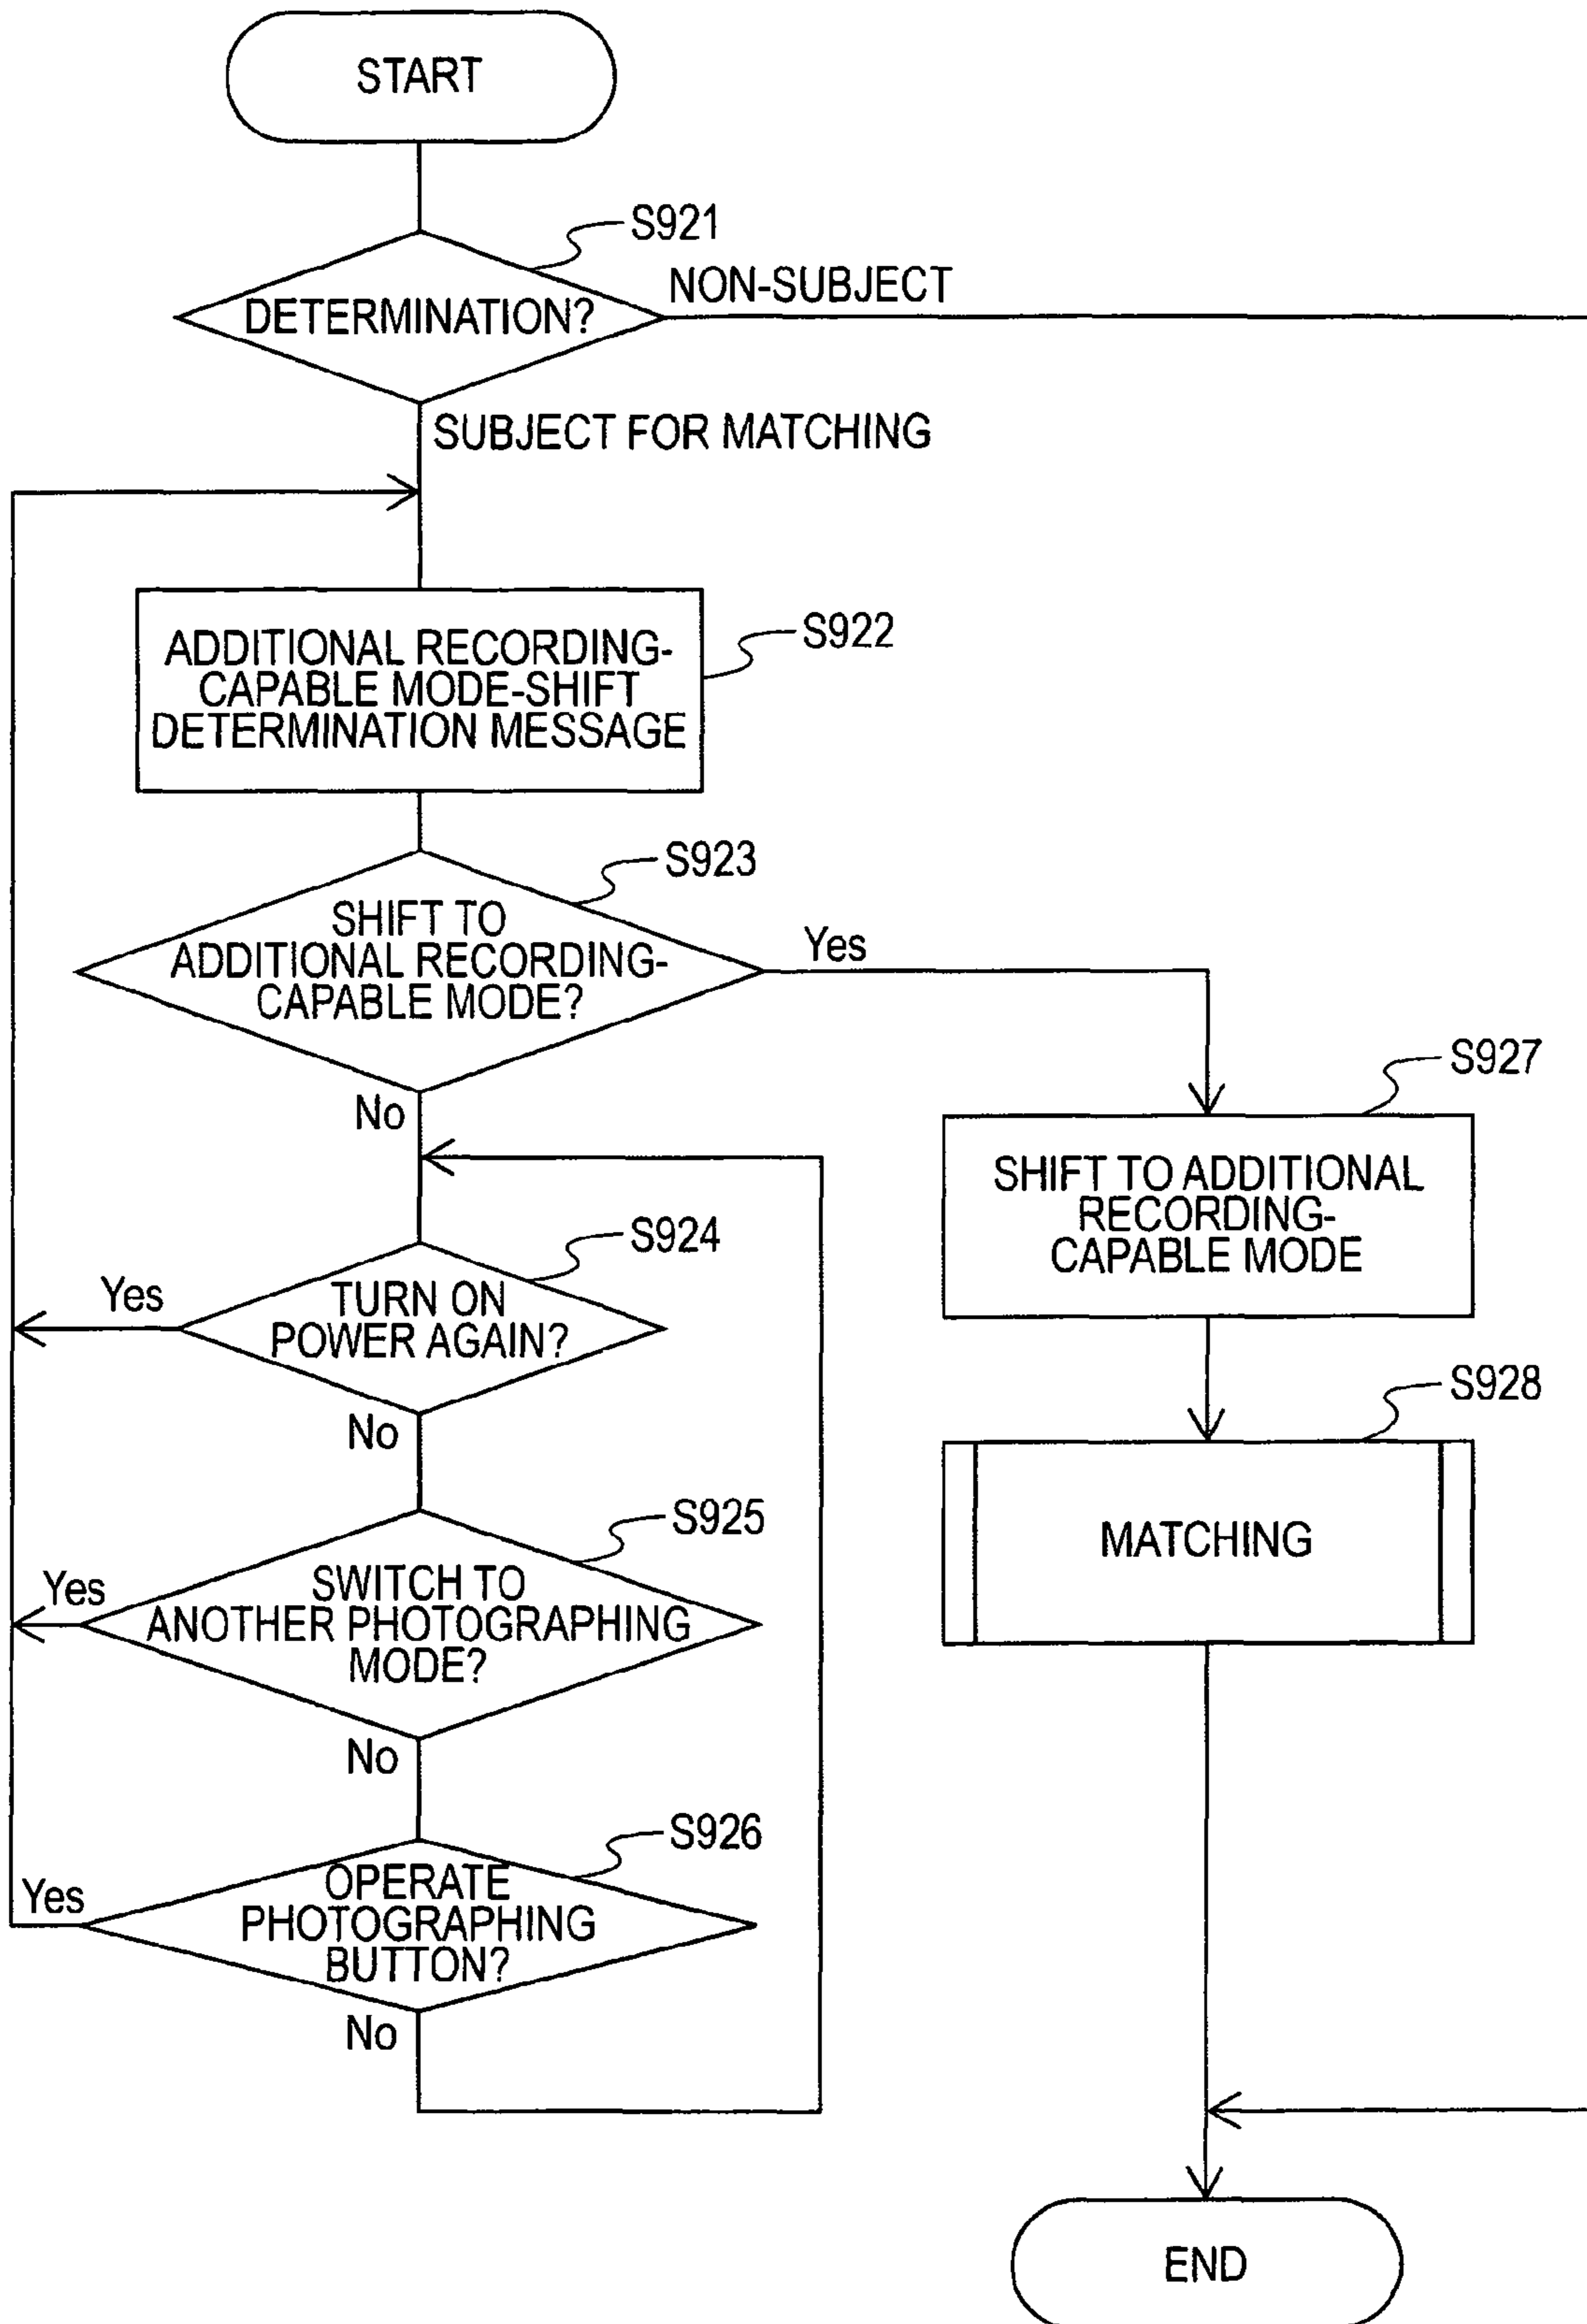 START
S921
DETERMINATION?
NON-SUBJECT
SUBJECT FOR MATCHING
S922
ADDITIONAL RECORDING-
CAPABLE MODE-SHIFT
DETERMINATION MESSAGE
S923
SHIFT TO
ADDITIONAL RECORDING-
CAPABLE MODE?
Yes
No
S927
SHIFT TO ADDITIONAL
RECORDING-
CAPABLE MODE
S924
TURN ON
POWER AGAIN?
Yes
No
S928
MATCHING
S925
SWITCH TO
ANOTHER PHOTOGRAPHING
MODE?
Yes
No
S926
OPERATE
PHOTOGRAPHING
BUTTON?
Yes
No
END